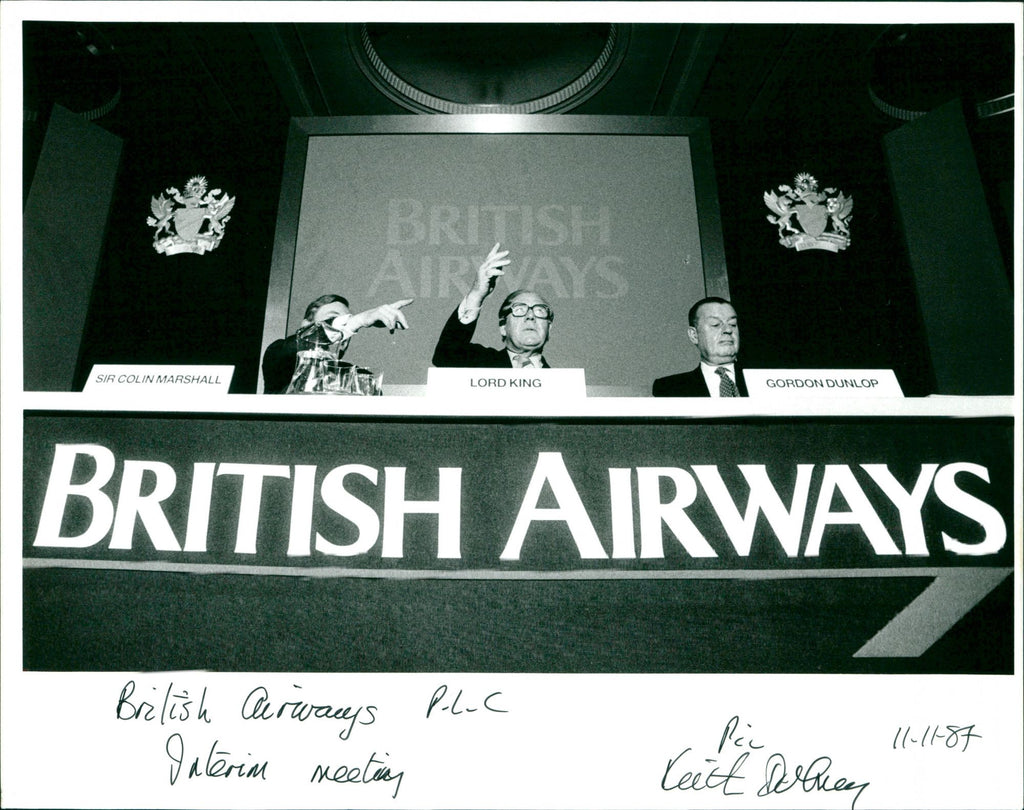 BRITISH
AIRWAYS
SIR COLIN MARSHALL
LORD KING
GORDON DUNLOP
BRITISH AIRWAYS
British Airways P.L.C
Interim meeting
Pic
Keith
11-11-87